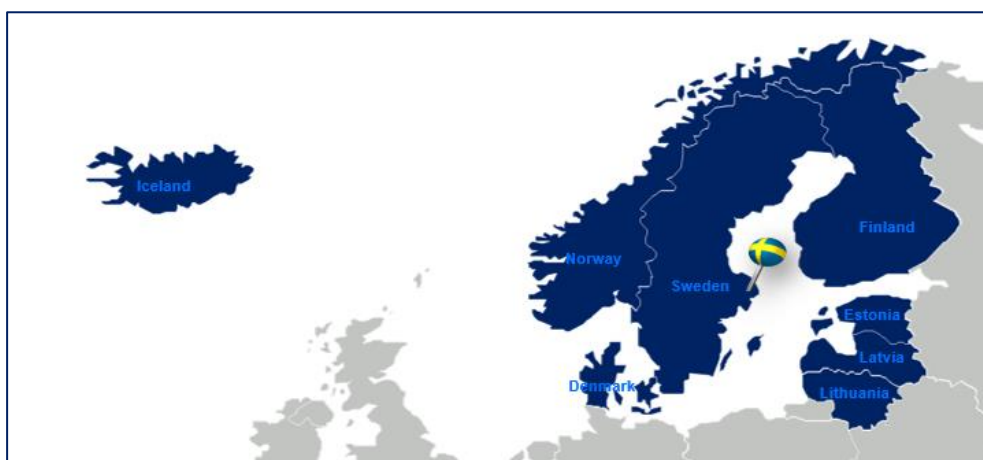 Iceland
Norway
Sweden
Finland
Estonia
Latvia
Denmark
Lithuania